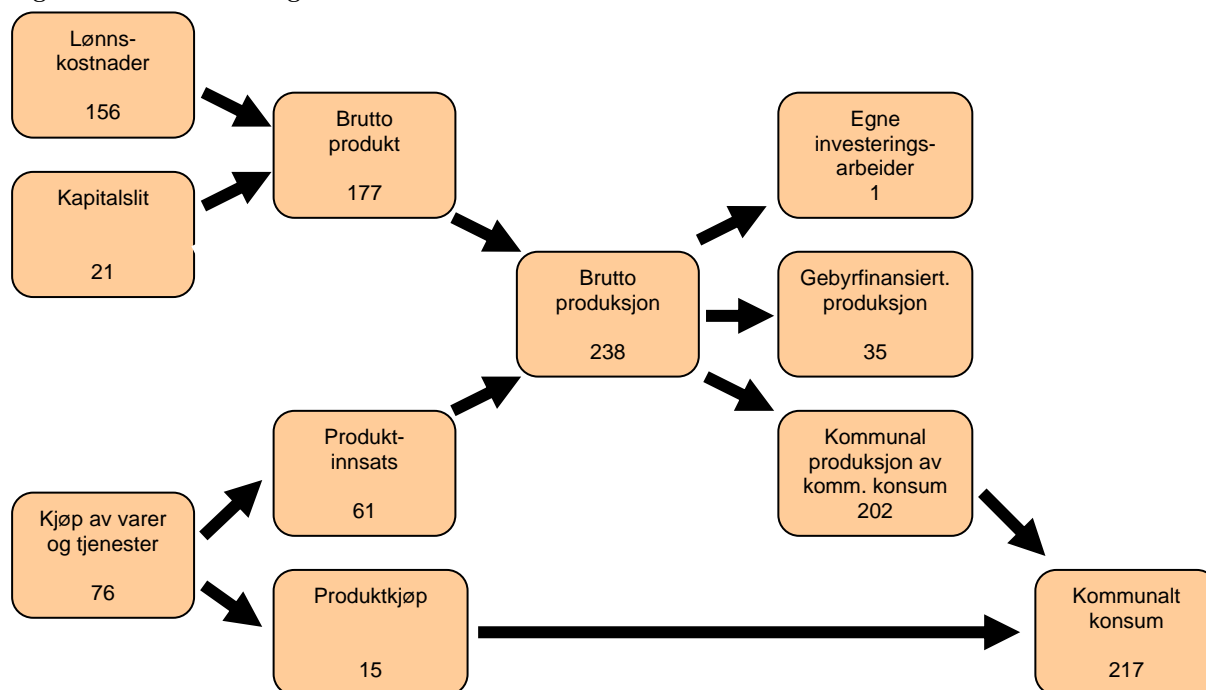 Lønns-
kostnader
156
Kapitalslit
21
Brutto
produkt
177
Egne
investerings-
arbeider
1
Brutto
produksjon
238
Gebyrfinansiert.
produksjon
35
Produkt-
innsats
61
Kommunal
produksjon av
komm. konsum
202
Kjøp av varer
og tjenester
76
Produktkjøp
15
Kommunalt
konsum
217